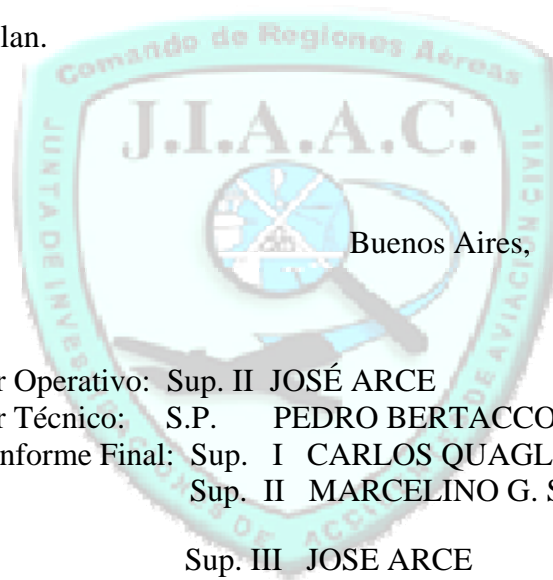 lan.
Comando de Regiones Aéreas
J.I.A.A.C.
JUNTA DE INVESTIGACIONES DE ACCIDENTES DE AVIACION CIVIL
Buenos Aires,
r Operativo: Sup. II JOSÉ ARCE
r Técnico: S.P. PEDRO BERTACCO
nforme Final: Sup. I CARLOS QUAGL
Sup. II MARCELINO G. S
Sup. III JOSE ARCE